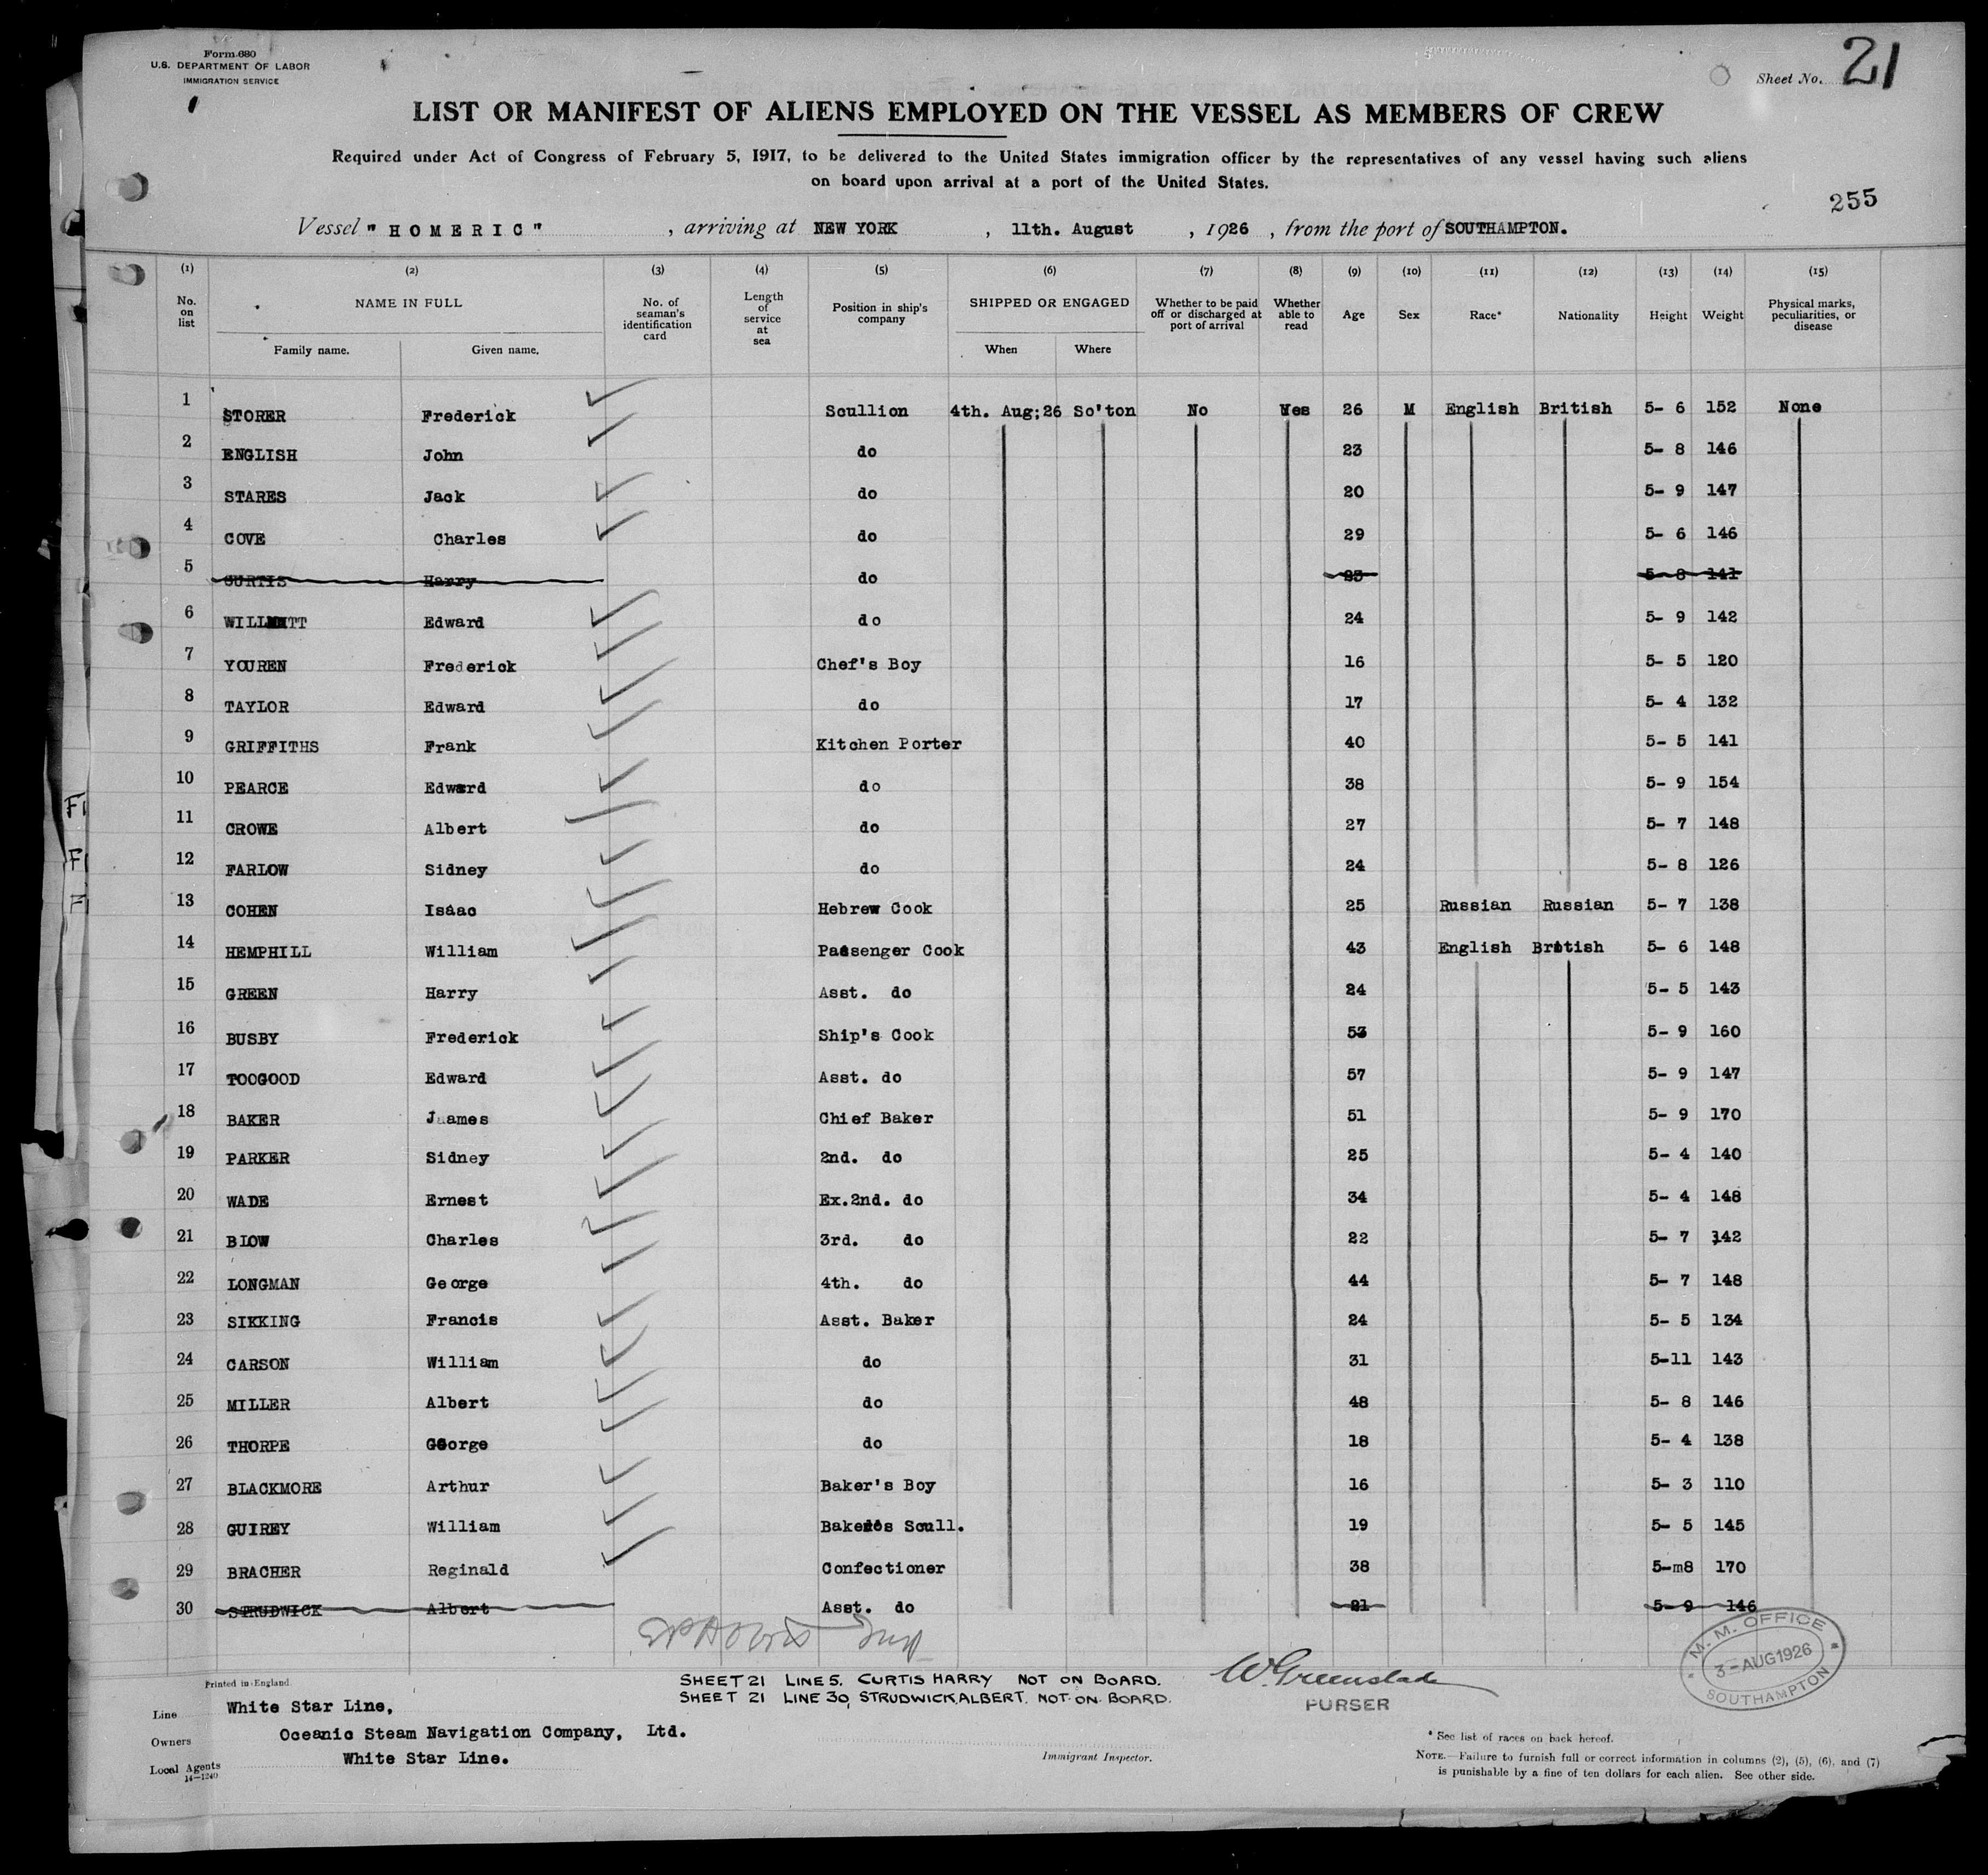 Form 680
U.S. DEPARTMENT OF LABOR
IMMIGRATION SERVICE
Sheet No. 21
LIST OR MANIFEST OF ALIENS EMPLOYED ON THE VESSEL AS MEMBERS OF CREW
Required under Act of Congress of February 5, 1917, to be delivered to the United States immigration officer by the representatives of any vessel having such aliens
on board upon arrival at a port of the United States.
255
Vessel "HOMERIC", arriving at NEW YORK, 11th. August, 1926, from the port of SOUTHAMPTON.
(1) (2) (3) (4) (5) (6) (7) (8) (9) (10) (11) (12) (13) (14) (15)
No. on list NAME IN FULL No. of seaman's identification card Length of service at sea Position in ship's company SHIPPED OR ENGAGED Whether to be paid off or discharged at port of arrival Whether able to read Age Sex Race* Nationality Height Weight Physical marks, peculiarities, or disease
Family name. Given name. When Where
1 STORER Frederick Scullion 4th. Aug:26 So'ton No Yes 26 M English British 5- 6 152 None
2 ENGLISH John do 23 5- 8 146
3 STARES Jack do 20 5- 9 147
4 COVE Charles do 29 5- 6 146
5 CURTIS Harry do 23 5- 8 141
6 Edward do 24 5- 9 142
7 YOUREN Frederick Chef's Boy 16 5- 5 120
8 TAYLOR Edward do 17 5- 4 132
9 GRIFFITHS Frank Kitchen Porter 40 5- 5 141
10 PEARCE Edward do 38 5- 9 154
11 CROWE Albert do 27 5- 7 148
12 FARLOW Sidney do 24 5- 8 126
13 COHEN Isaac Hebrew Cook 25 Russian Russian 5- 7 138
14 HEMPHILL William Passenger Cook 43 English British 5- 6 148
15 GREEN Harry Asst. do 24 5- 5 143
16 BUSBY Frederick Ship's Cook 53 5- 9 160
17 TOOGOOD Edward Asst. do 57 5- 9 147
18 BAKER James Chief Baker 51 5- 9 170
19 PARKER Sidney 2nd. do 25 5- 4 140
20 WADE Ernest Ex.2nd. do 34 5- 4 148
21 BLOW Charles 3rd. do 22 5- 7 142
22 LONGMAN George 4th. do 44 5- 7 148
23 SIKKING Francis Asst. Baker 24 5- 5 134
24 CARSON William do 31 5-11 143
25 MILLER Albert do 48 5- 8 146
26 THORPE George do 18 5- 4 138
27 BLACKMORE Arthur Baker's Boy 16 5- 3 110
28 GUIREY William Scull. 19 5- 5 145
29 BRACHER Reginald Confectioner 38 5-m8 170
30 STRUDWICK Albert Asst. do 21 5- 9 146
SHEET 21 LINE 5. CURTIS HARRY NOT ON BOARD.
SHEET 21 LINE 30, STRUDWICK, ALBERT. NOT ON BOARD.
W. Greenslade
PURSER
M. M. OFFICE
3-AUG 1926
SOUTHAMPTON
Printed in England.
Line White Star Line,
Owners Oceanic Steam Navigation Company, Ltd.
Local Agents White Star Line.
14-1240
Immigrant Inspector.
* See list of races on back hereof.
NOTE.—Failure to furnish full or correct information in columns (2), (5), (6), and (7)
is punishable by a fine of ten dollars for each alien. See other side.